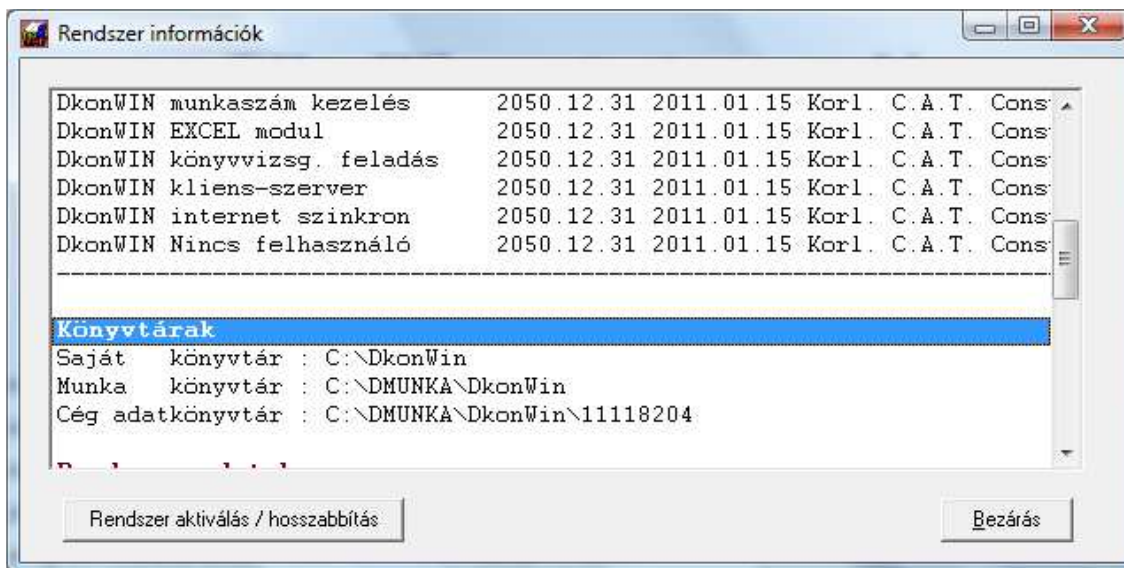 Rendszer információk
DkonWIN munkaszám kezelés 2050.12.31 2011.01.15 Korl. C.A.T. Cons
DkonWIN EXCEL modul 2050.12.31 2011.01.15 Korl. C.A.T. Cons
DkonWIN könyvvizsg. feladás 2050.12.31 2011.01.15 Korl. C.A.T. Cons
DkonWIN kliens-szerver 2050.12.31 2011.01.15 Korl. C.A.T. Cons
DkonWIN internet szinkron 2050.12.31 2011.01.15 Korl. C.A.T. Cons
DkonWIN Nincs felhasználó 2050.12.31 2011.01.15 Korl. C.A.T. Cons
Könyvtárak
Saját könyvtár : C:\DkonWin
Munka könyvtár : C:\DMUNKA\DkonWin
Cég adatkönyvtár : C:\DMUNKA\DkonWin\11118204
Rendszer aktiválás / hosszabbítás
Bezárás